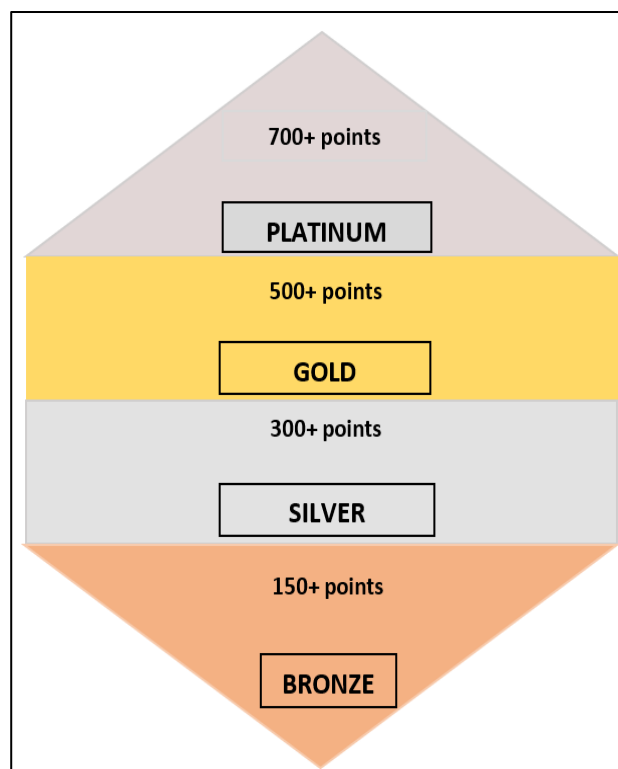 700+ points
PLATINUM
500+ points
GOLD
300+ points
SILVER
150+ points
BRONZE